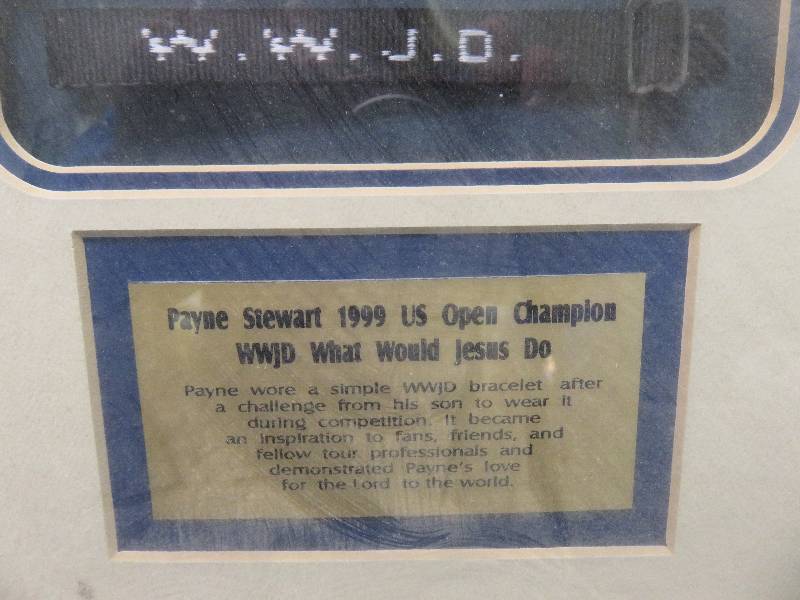 W.W.J.D.
Payne Stewart 1999 US Open Champion
WWJD What Would Jesus Do
Payne wore a simple WWJD bracelet after
a challenge from his son to wear it
during competition. It became
an inspiration to fans, friends, and
fellow tour professionals and
demonstrated Payne's love
for the Lord to the world.